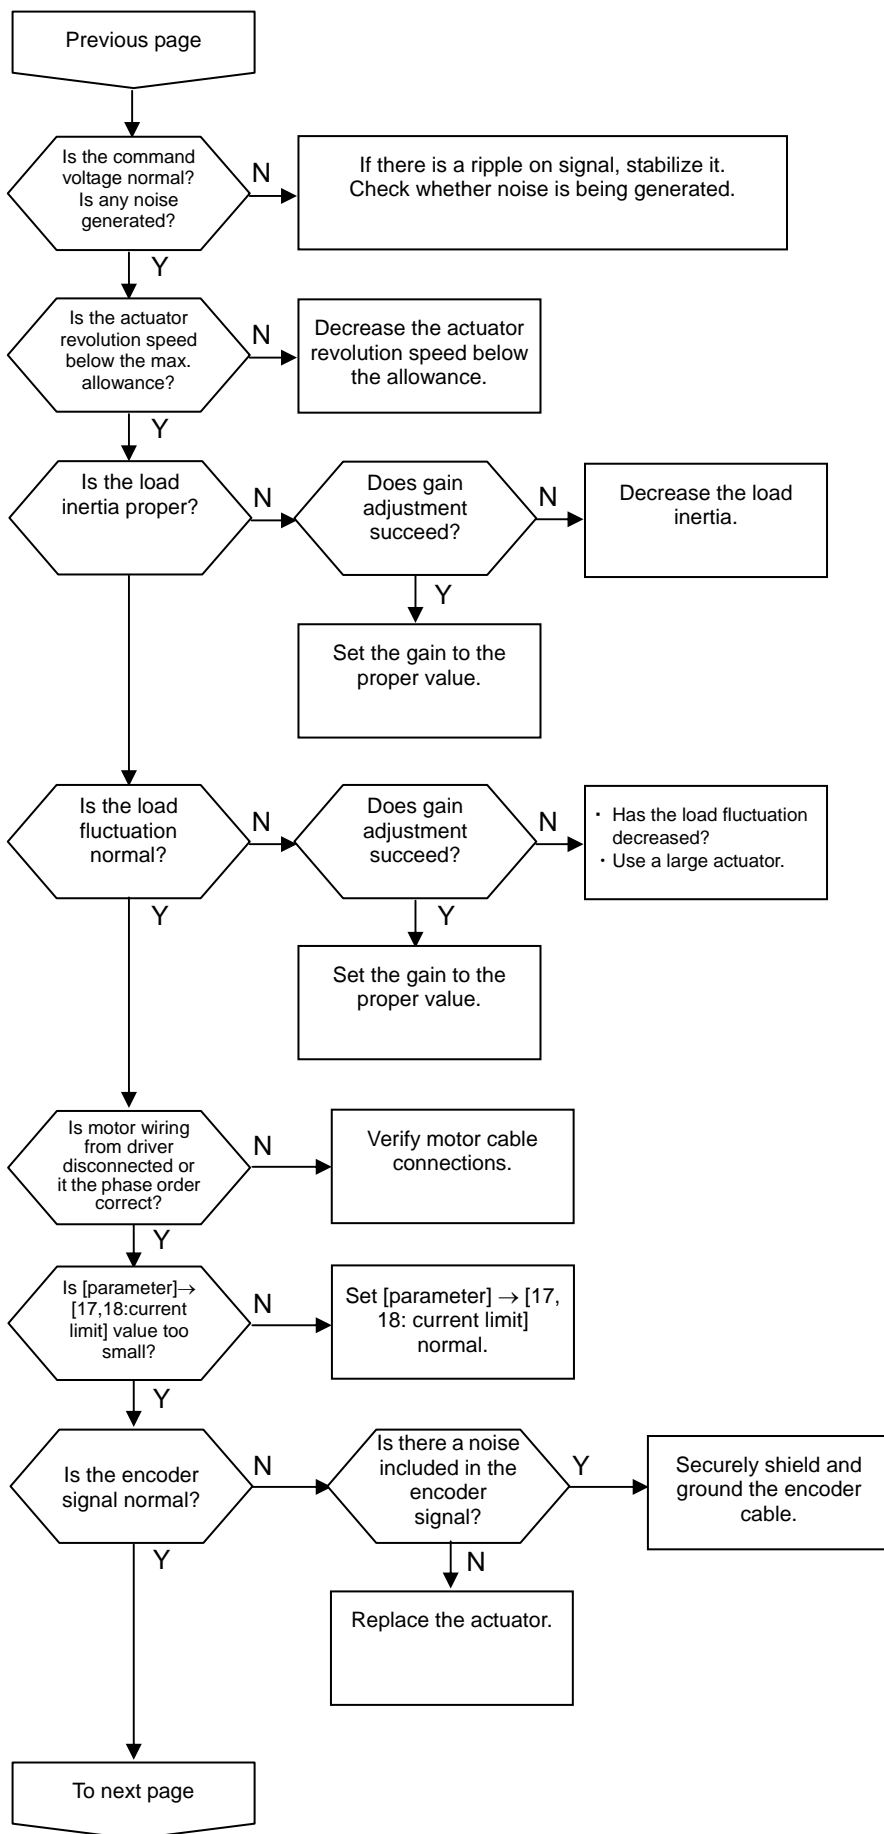 Previous page
Is the command
voltage normal?
Is any noise
generated?
N
If there is a ripple on signal, stabilize it.
Check whether noise is being generated.
Y
Is the actuator
revolution speed
below the max.
allowance?
N
Decrease the actuator
revolution speed below
the allowance.
Y
Is the load
inertia proper?
N
Does gain
adjustment
succeed?
N
Decrease the load
inertia.
Y
Set the gain to the
proper value.
Is the load
fluctuation
normal?
N
Does gain
adjustment
succeed?
N
・ Has the load fluctuation
decreased?
・ Use a large actuator.
Y
Y
Set the gain to the
proper value.
Is motor wiring
from driver
disconnected or
it the phase order
correct?
N
Verify motor cable
connections.
Y
Is [parameter]→
[17,18:current
limit] value too
small?
N
Set [parameter] → [17,
18: current limit]
normal.
Y
Is the encoder
signal normal?
N
Is there a noise
included in the
encoder
signal?
Y
Securely shield and
ground the encoder
cable.
Y
N
Replace the actuator.
To next page